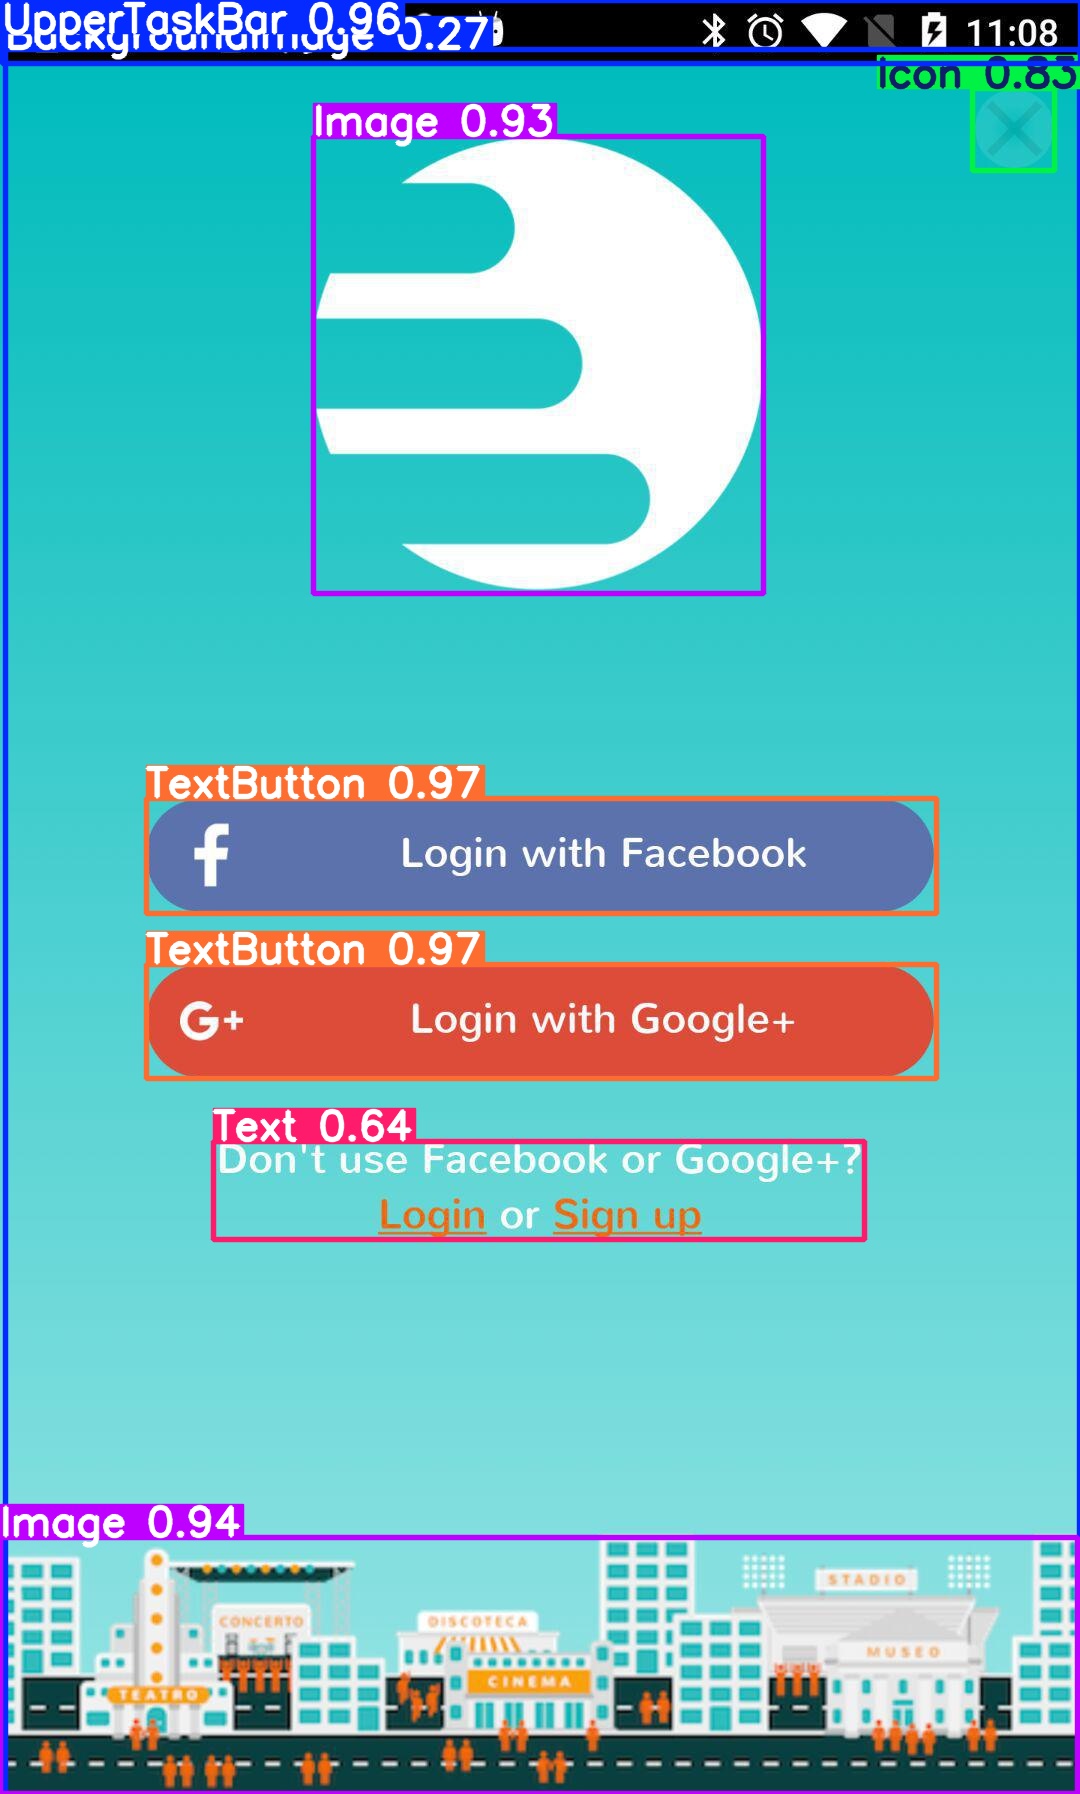 UpperTaskBar 0.96
BackgroundImage 0.27
11:08
Icon 0.83
Image 0.93
TextButton 0.97
Login with Facebook
TextButton 0.97
G+ Login with Google+
Text 0.64
Don't use Facebook or Google+?
Login or Sign up
Image 0.94
STADIO
CONCERTO
DISCOTECA
MUSEO
CINEMA
TEATRO